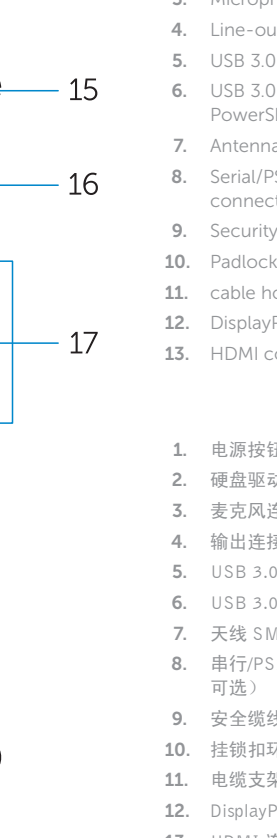 15
16
17
4. Line-ou
5. USB 3.0
6. USB 3.0
PowerSh
7. Antenna
8. Serial/PS
connect
9. Security
10. Padlock
11. cable ho
12. DisplayP
13. HDMI co
1. 电源按钮
2. 硬盘驱动
3. 麦克风连
4. 输出连接
5. USB 3.0
6. USB 3.0
7. 天线 SM
8. 串行/PS
可选）
9. 安全缆线
10. 挂锁扣环
11. 电缆支架
12. DisplayP